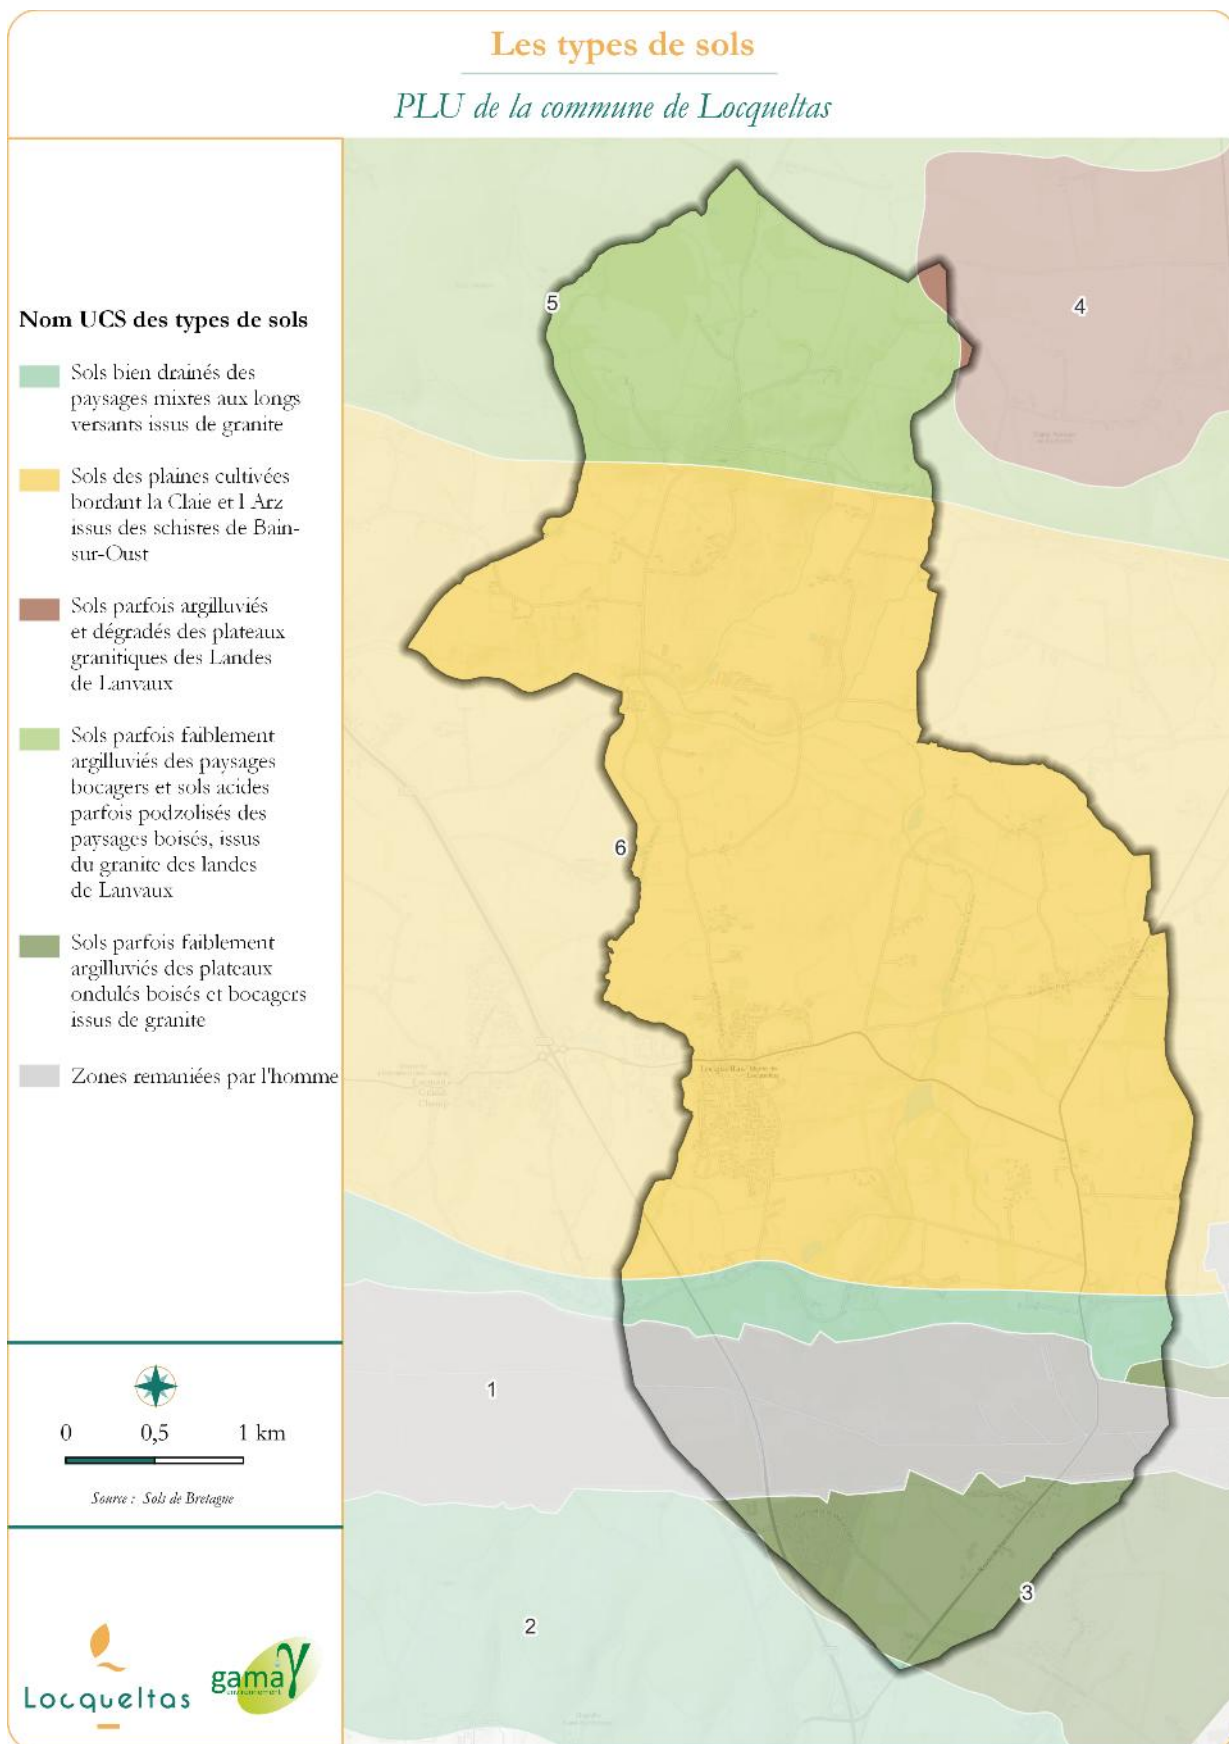 Les types de sols
PLU de la commune de Locqueltas
Nom UCS des types de sols
Sols bien drainés des
paysages mixtes aux longs
versants issus de granite
Sols des plaines cultivées
bordant la Claie et l Arz
issus des schistes de Bain-
sur-Oust
Sols parfois argilluviés
et dégradés des plateaux
granitiques des Landes
de Lanvaux
Sols parfois faiblement
argilluviés des paysages
bocagers et sols acides
parfois podzolisés des
paysages boisés, issus
du granite des landes
de Lanvaux
Sols parfois faiblement
argilluviés des plateaux
ondulés boisés et bocagers
issus de granite
Zones remaniées par l'homme
0 0,5 1 km
Source : Sols de Bretagne
Locqueltas
gama
environnement
5
4
6
Locqueltas
1
2
3